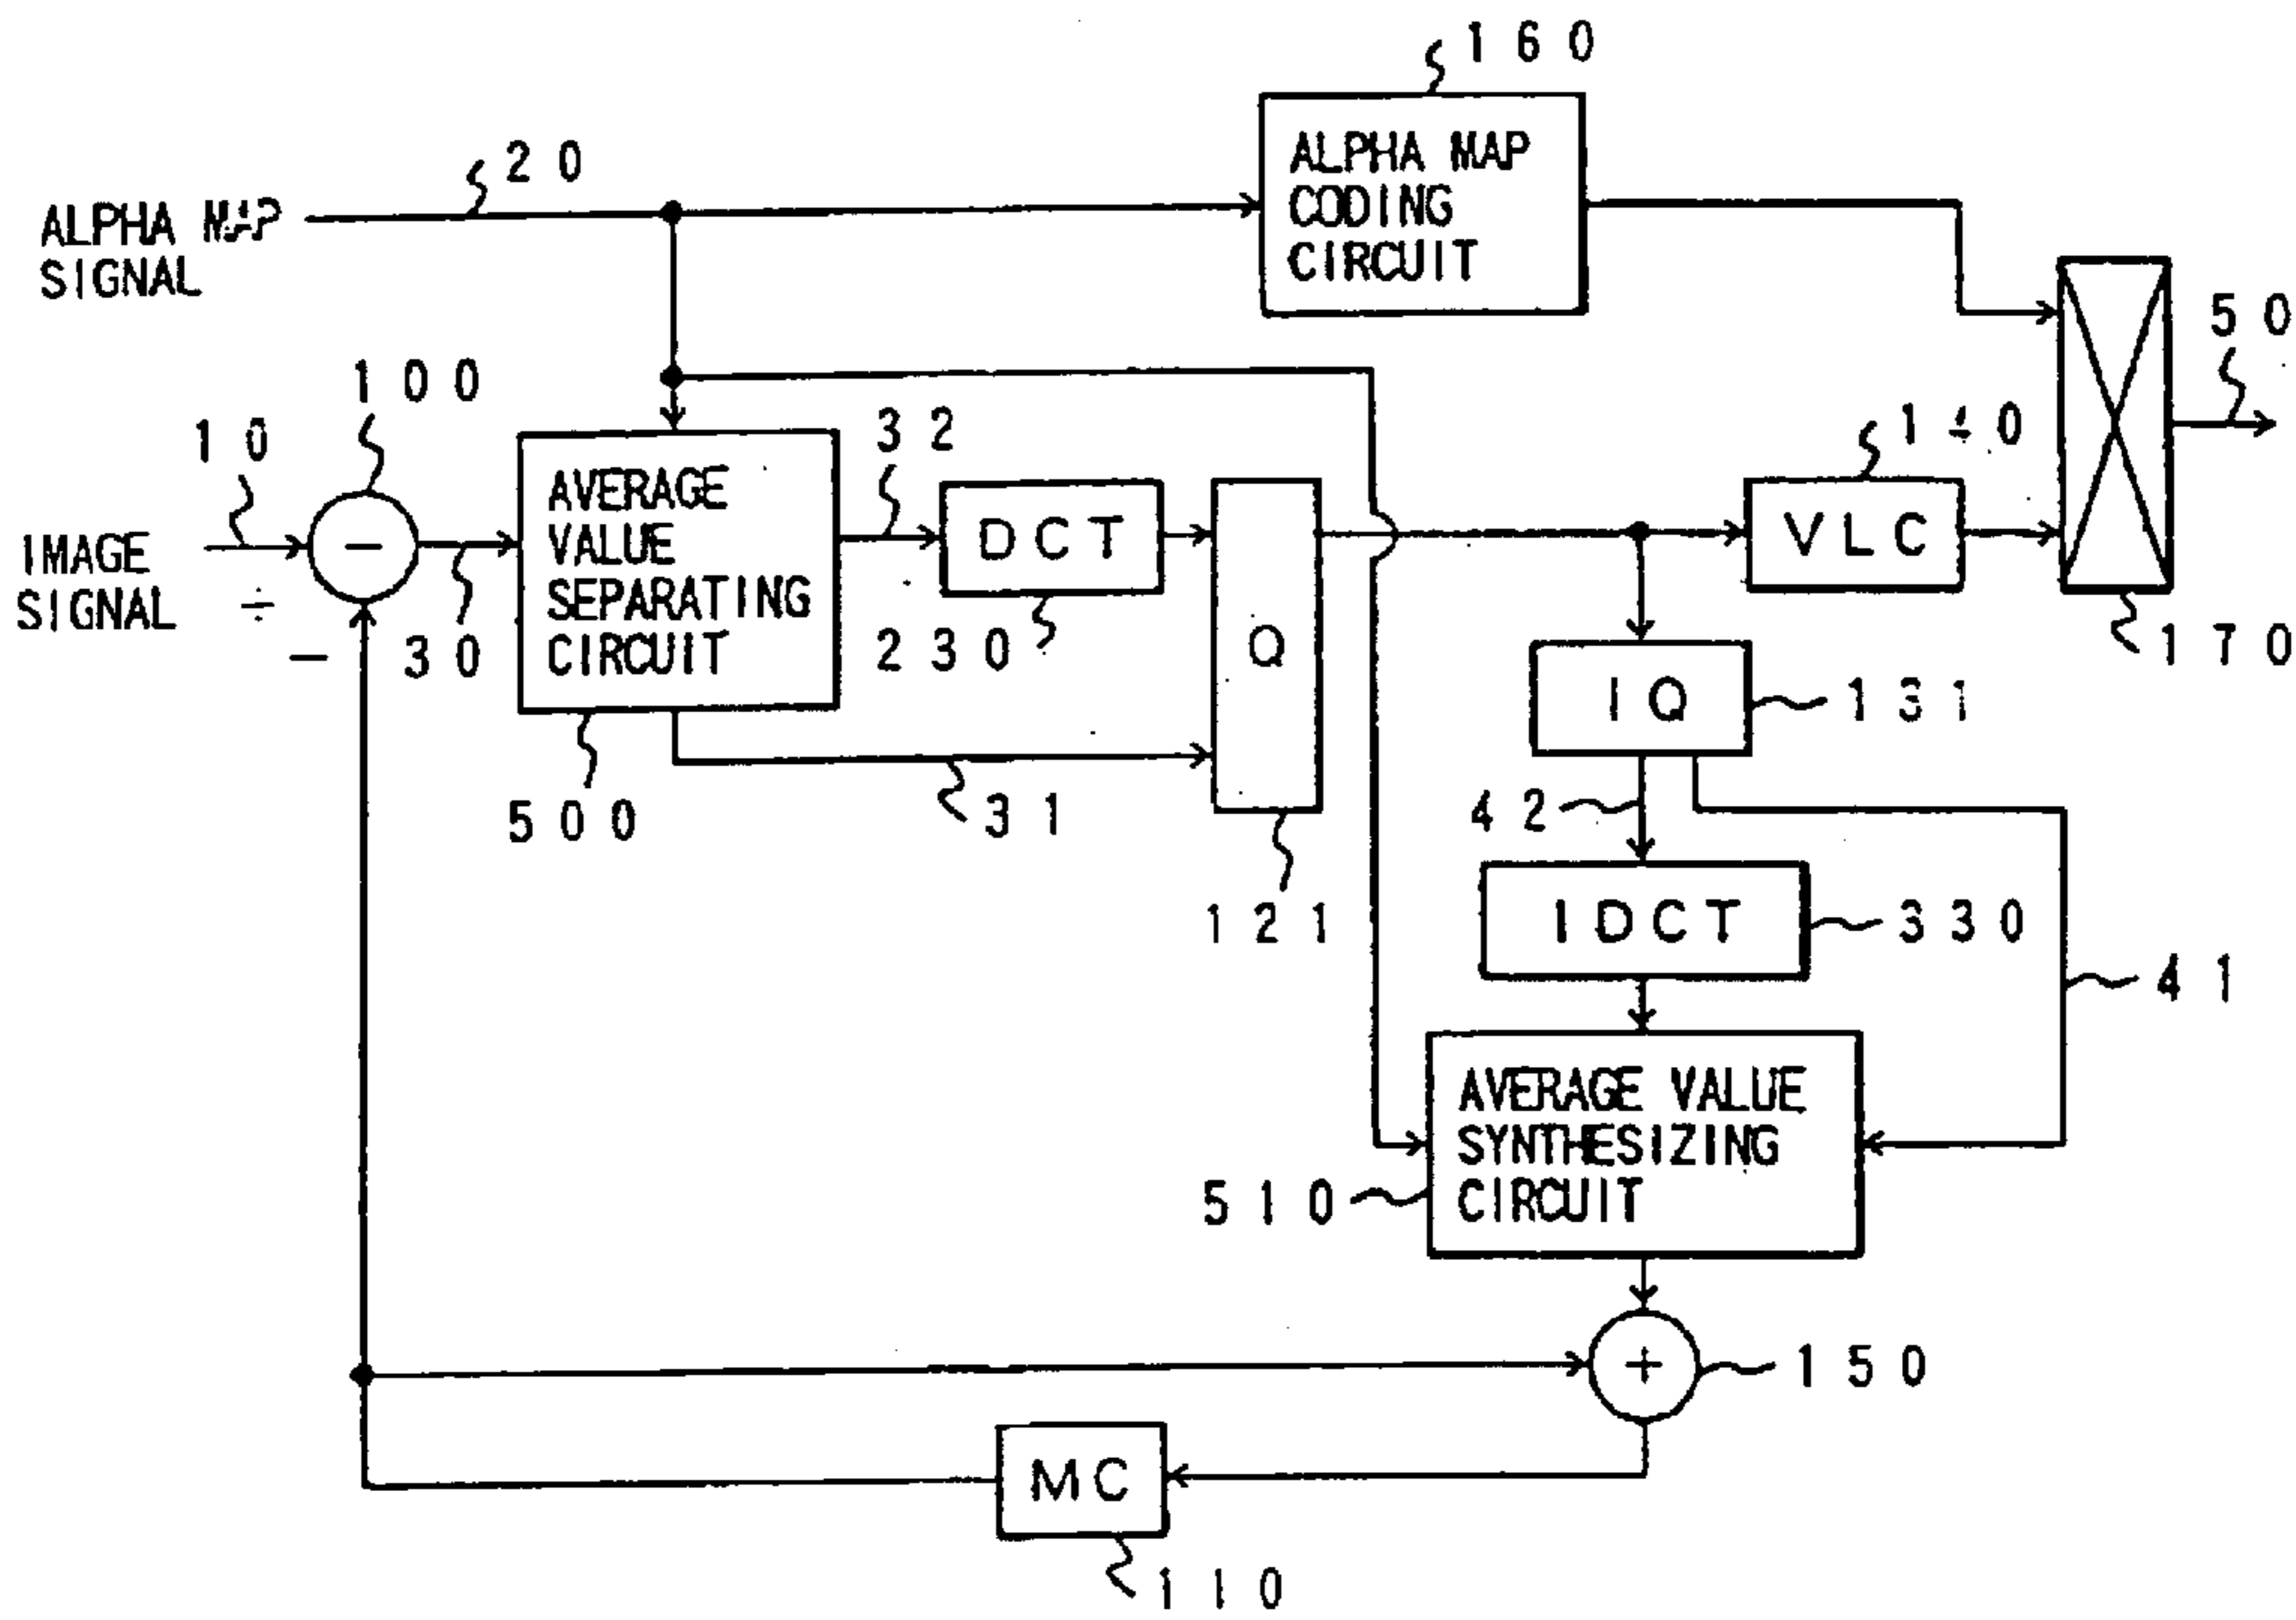 160
ALPHA MAP
CODING
CIRCUIT
20
ALPHA MAP
SIGNAL
50
100
10
32
140
AVERAGE
VALUE
SEPARATING
CIRCUIT
DCT
VLC
IMAGE
SIGNAL
+
−
−
30
230
Q
170
IQ
131
500
31
42
121
IDCT
330
41
AVERAGE VALUE
SYNTHESIZING
CIRCUIT
510
+
150
MC
110